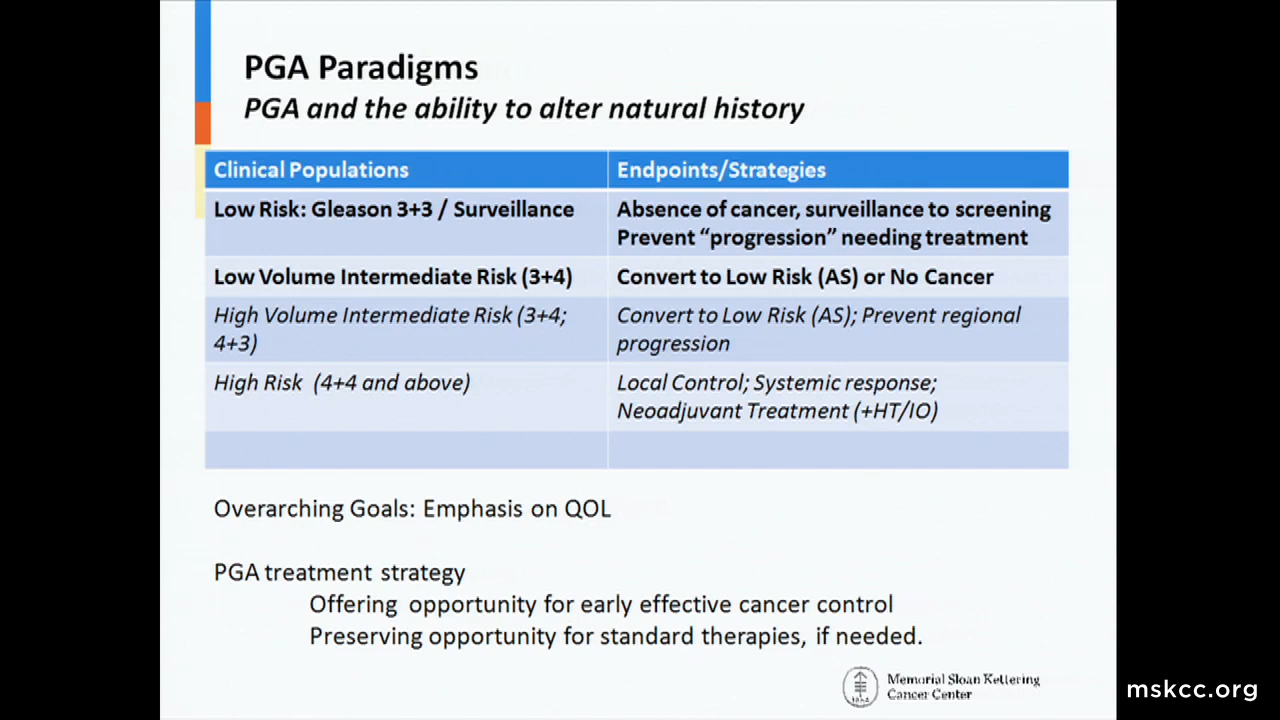 PGA Paradigms
PGA and the ability to alter natural history
Clinical Populations
Endpoints/Strategies
Low Risk: Gleason 3+3 / Surveillance
Absence of cancer, surveillance to screening
Prevent “progression” needing treatment
Low Volume Intermediate Risk (3+4)
Convert to Low Risk (AS) or No Cancer
High Volume Intermediate Risk (3+4;
4+3)
Convert to Low Risk (AS); Prevent regional
progression
High Risk (4+4 and above)
Local Control; Systemic response;
Neoadjuvant Treatment (+HT/IO)
Overarching Goals: Emphasis on QOL
PGA treatment strategy
Offering opportunity for early effective cancer control
Preserving opportunity for standard therapies, if needed.
Memorial Sloan Kettering
Cancer Center
mskcc.org